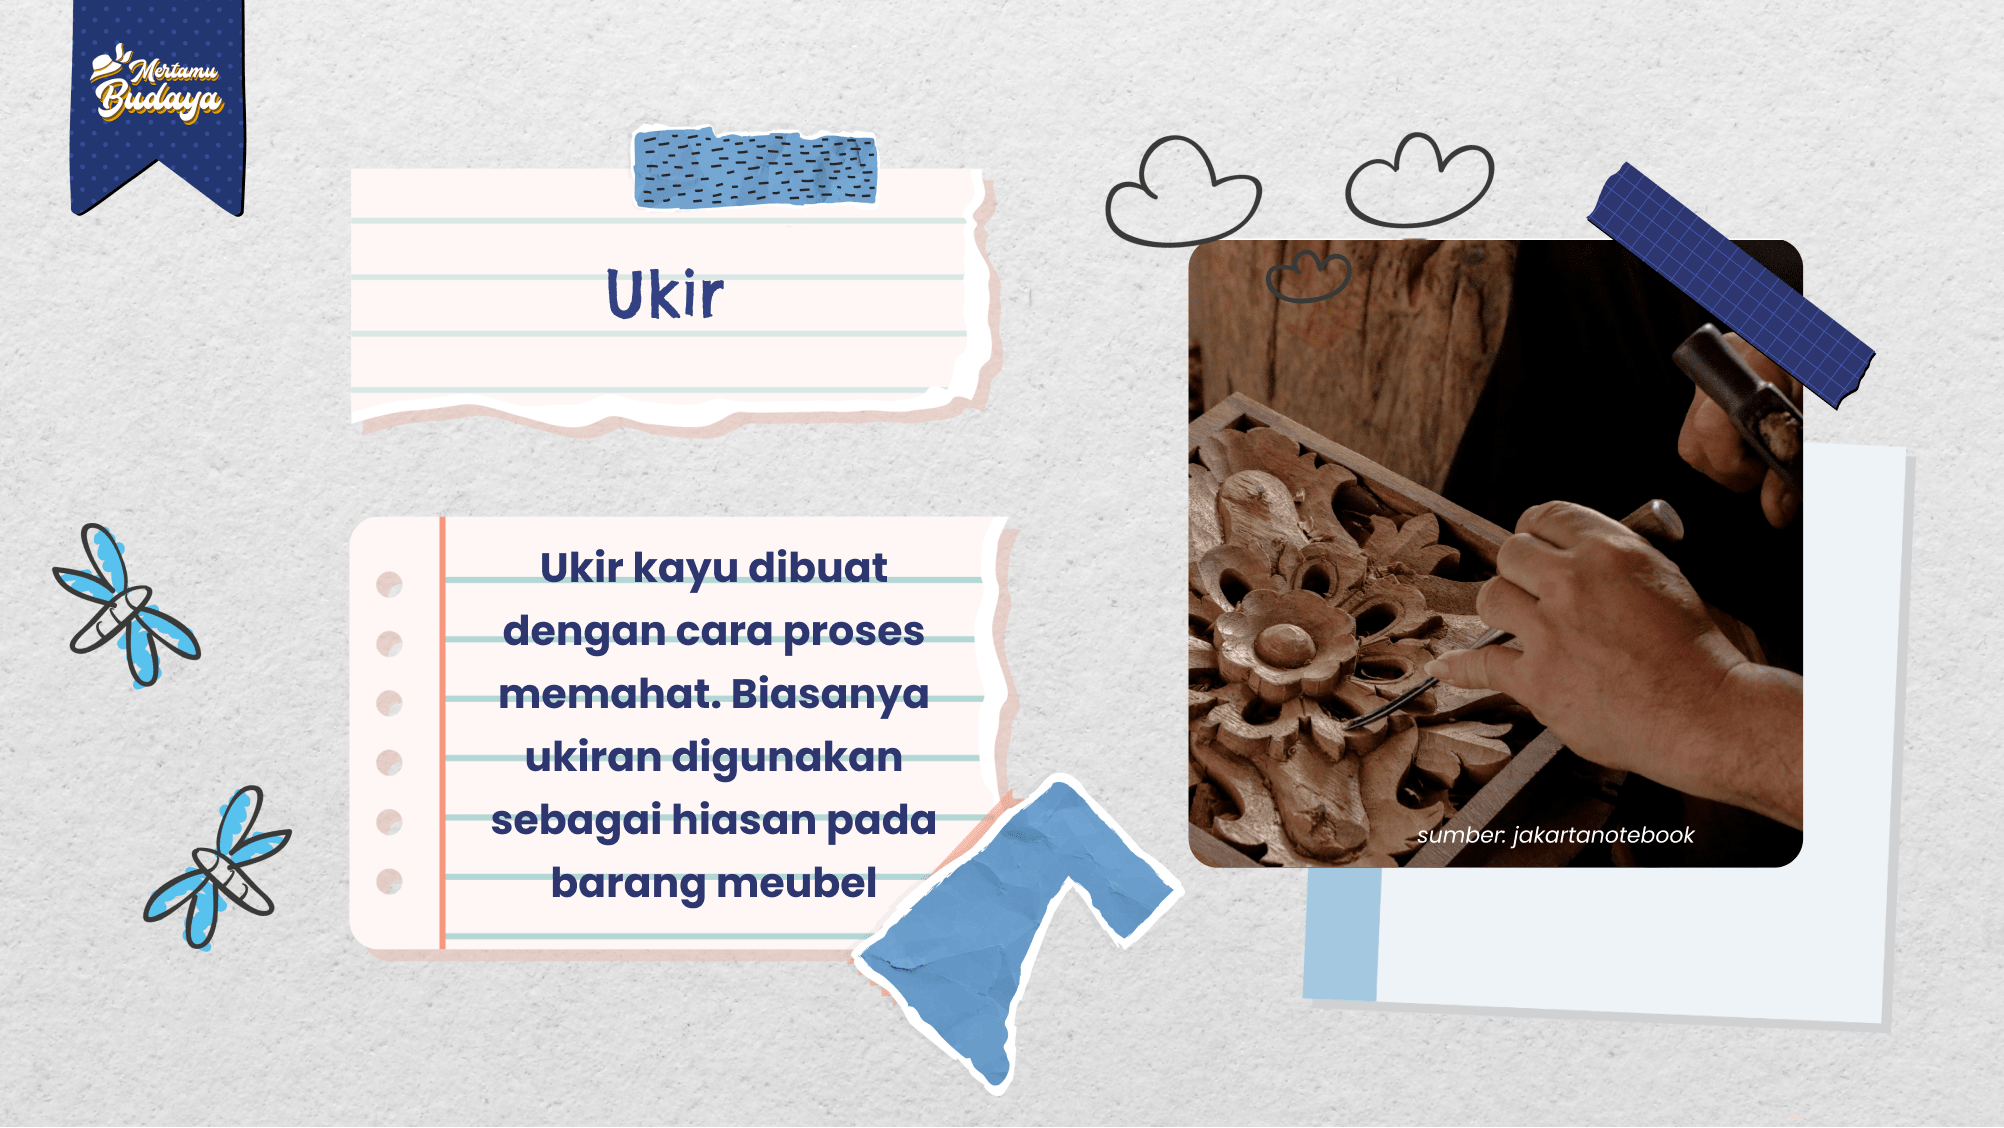 Mertamu
Budaya
Ukir
Ukir kayu dibuat
dengan cara proses
memahat. Biasanya
ukiran digunakan
sebagai hiasan pada
barang meubel
sumber: jakartanotebook